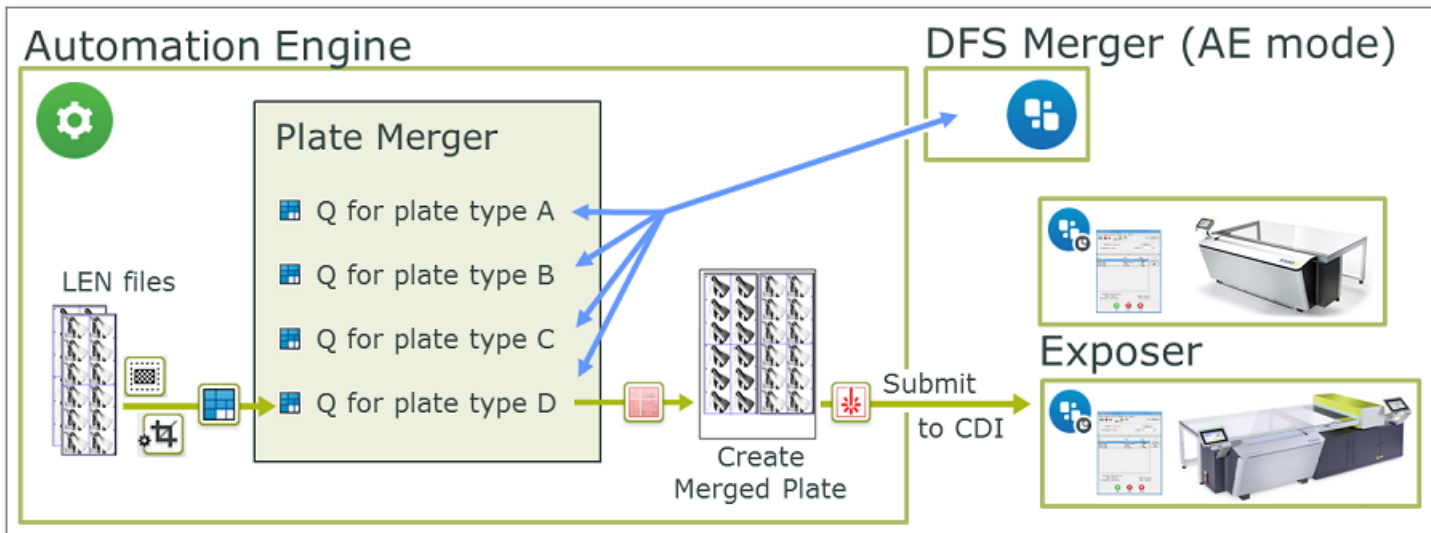 Automation Engine
DFS Merger (AE mode)
Plate Merger
Q for plate type A
Q for plate type B
LEN files
Q for plate type C
Q for plate type D
Create
Merged Plate
Submit
to CDI
Exposer